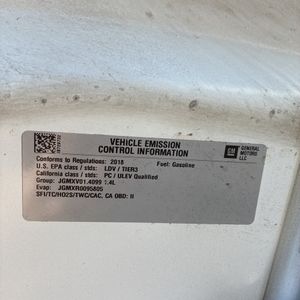 VEHICLE EMISSION
CONTROL INFORMATION
GM
GENERAL
MOTORS
LLC
Conforms to Regulations: 2018 Fuel: Gasoline
U.S. EPA class / stds: LDV / TIER3
California class / stds: PC / ULEV Qualified
Group: JGMXV01.4099 1.4L
Evap: JGMXR0095805
SFI/TC/HO2S/TWC/CAC, CA OBD: II